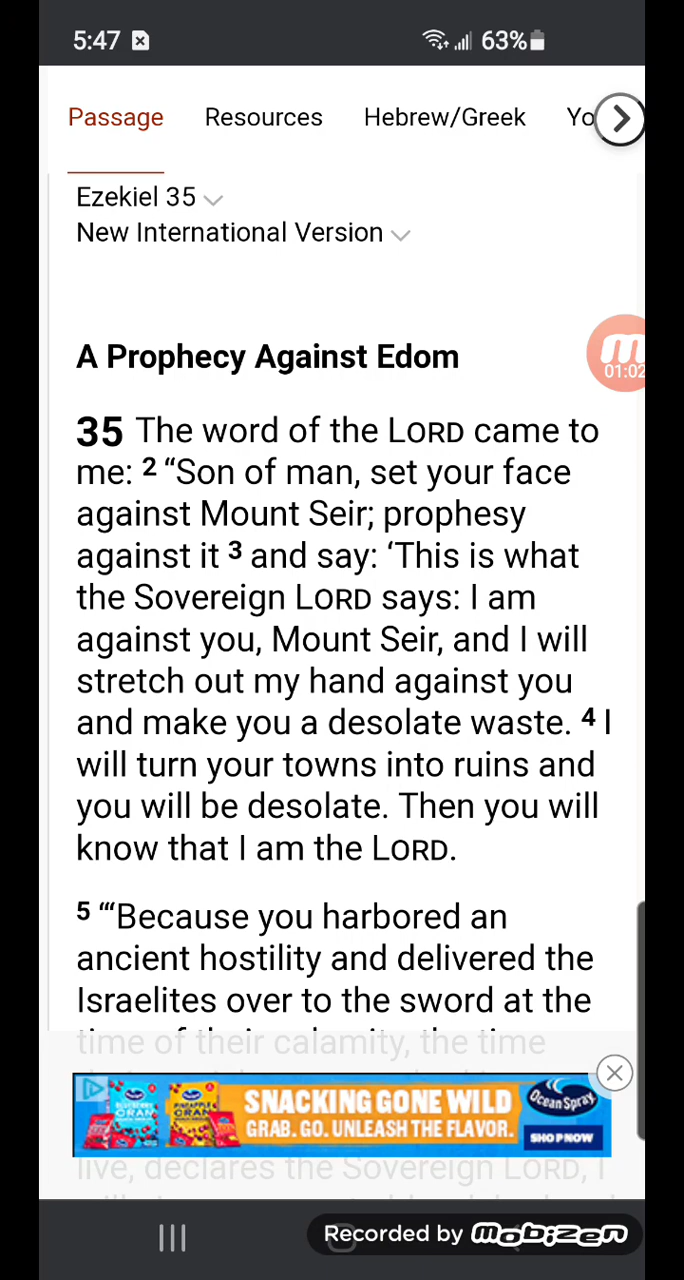 5:47 63%
Passage Resources Hebrew/Greek Yo
Ezekiel 35
New International Version
A Prophecy Against Edom
m
01:02
35 The word of the LORD came to
me: 2 “Son of man, set your face
against Mount Seir; prophesy
against it 3 and say: ‘This is what
the Sovereign LORD says: I am
against you, Mount Seir, and I will
stretch out my hand against you
and make you a desolate waste. 4 I
will turn your towns into ruins and
you will be desolate. Then you will
know that I am the LORD.
5 “‘Because you harbored an
ancient hostility and delivered the
Israelites over to the sword at the
time of their calamity, the time
SNACKING GONE WILD
GRAB. GO. UNLEASH THE FLAVOR.
Ocean Spray
SHOP NOW
live, declares the Sovereign LORD, I
Recorded by mobizen